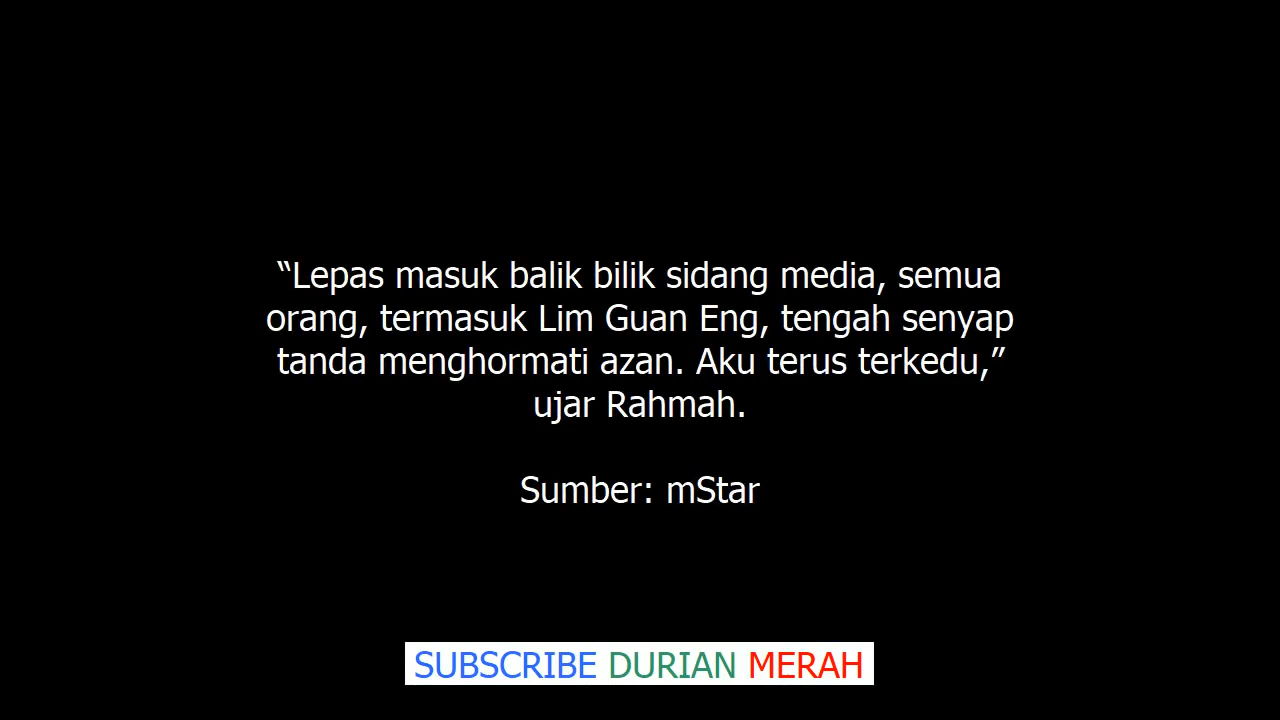 “Lepas masuk balik bilik sidang media, semua
orang, termasuk Lim Guan Eng, tengah senyap
tanda menghormati azan. Aku terus terkedu,”
ujar Rahmah.
Sumber: mStar
SUBSCRIBE DURIAN MERAH